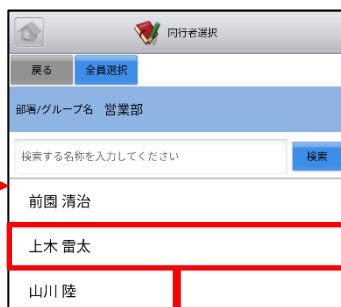 同行者選択
戻る 全員選択
部署/グループ名 営業部
検索する名称を入力してください 検索
前園 清治
上木 雷太
山川 陸